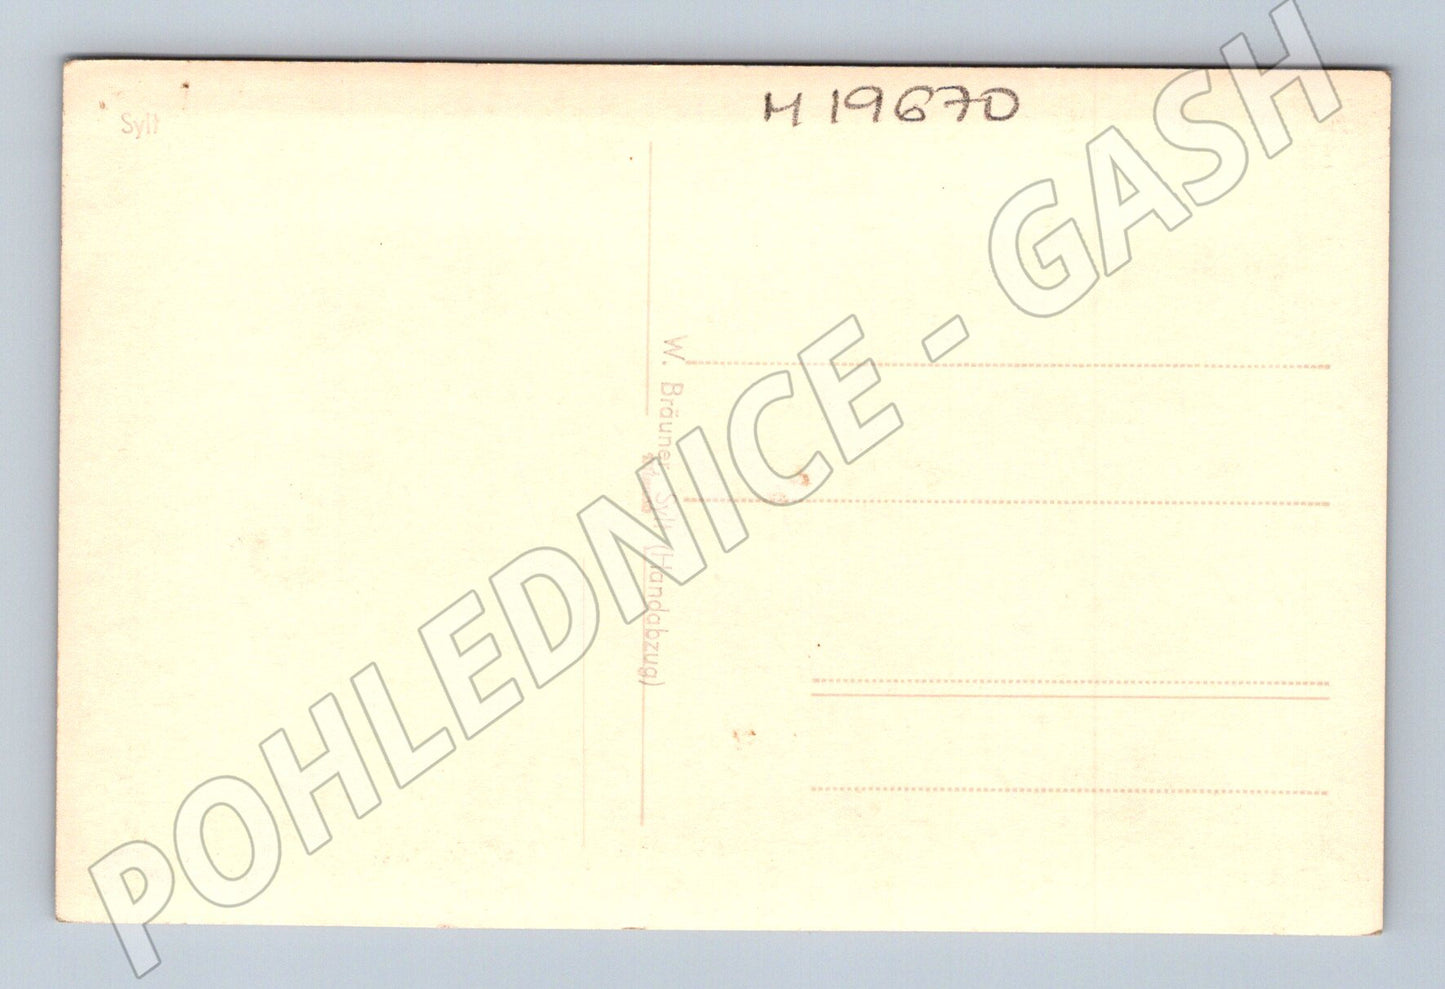 H 19670
Sylt
W. Bräuner, Sylt (Handabzug)
POHLEDNICE - GASH